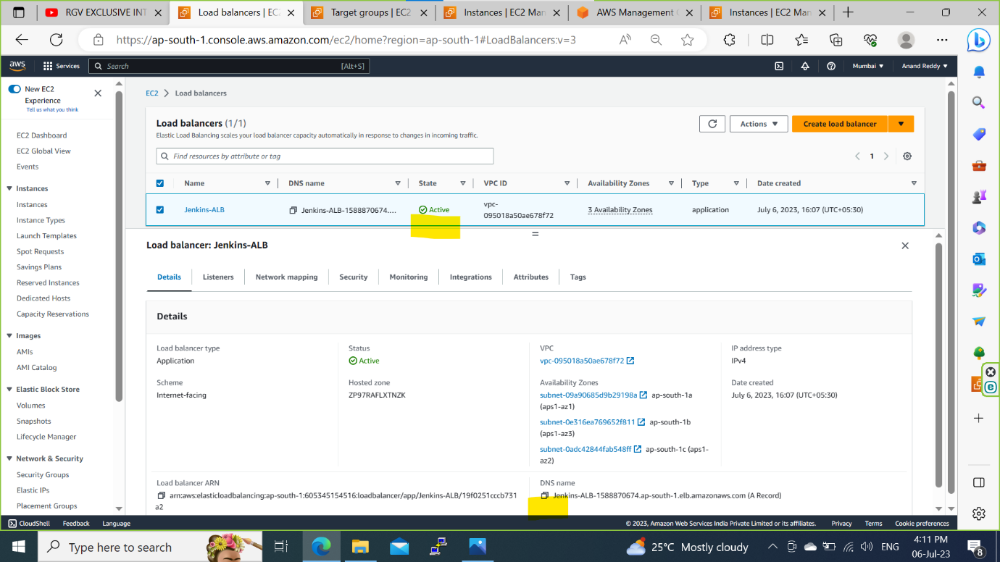 RGV EXCLUSIVE INT
Load balancers | EC
Target groups | EC2
Instances | EC2 Man
AWS Management C
Instances | EC2 Man
https://ap-south-1.console.aws.amazon.com/ec2/home?region=ap-south-1#LoadBalancers:v=3
aws
Services
Search
[Alt+S]
Mumbai
Anand Reddy
New EC2
Experience
Tell us what you think
EC2 Dashboard
EC2 Global View
Events
Instances
Instances
Instance Types
Launch Templates
Spot Requests
Savings Plans
Reserved Instances
Dedicated Hosts
Capacity Reservations
Images
AMIs
AMI Catalog
Elastic Block Store
Volumes
Snapshots
Lifecycle Manager
Network & Security
Security Groups
Elastic IPs
Placement Groups
EC2 > Load balancers
Load balancers (1/1)
Elastic Load Balancing scales your load balancer capacity automatically in response to changes in incoming traffic.
Actions
Create load balancer
Find resources by attribute or tag
1
Name DNS name State VPC ID Availability Zones Type Date created
Jenkins-ALB Jenkins-ALB-1588870674.... Active vpc-
095018a50ae678f72
3 Availability Zones application July 6, 2023, 16:07 (UTC+05:30)
Load balancer: Jenkins-ALB
Details Listeners Network mapping Security Monitoring Integrations Attributes Tags
Details
Load balancer type
Application
Status
Active
VPC
vpc-095018a50ae678f72
IP address type
IPv4
Scheme
Internet-facing
Hosted zone
ZP97RAFLXTNZK
Availability Zones
subnet-09a90685d9b29198a ap-south-1a
(aps1-az1)
subnet-0e316ea769652f811 ap-south-1b
(aps1-az3)
subnet-0adc42844fab548ff ap-south-1c (aps1-
az2)
Date created
July 6, 2023, 16:07 (UTC+05:30)
Load balancer ARN
arn:aws:elasticloadbalancing:ap-south-1:605345154516:loadbalancer/app/Jenkins-ALB/19f0251cccb731
a2
DNS name
Jenkins-ALB-1588870674.ap-south-1.elb.amazonaws.com (A Record)
CloudShell Feedback Language
© 2023, Amazon Web Services India Private Limited or its affiliates. Privacy Terms Cookie preferences
Type here to search
25°C Mostly cloudy
ENG
4:11 PM
06-Jul-23
8